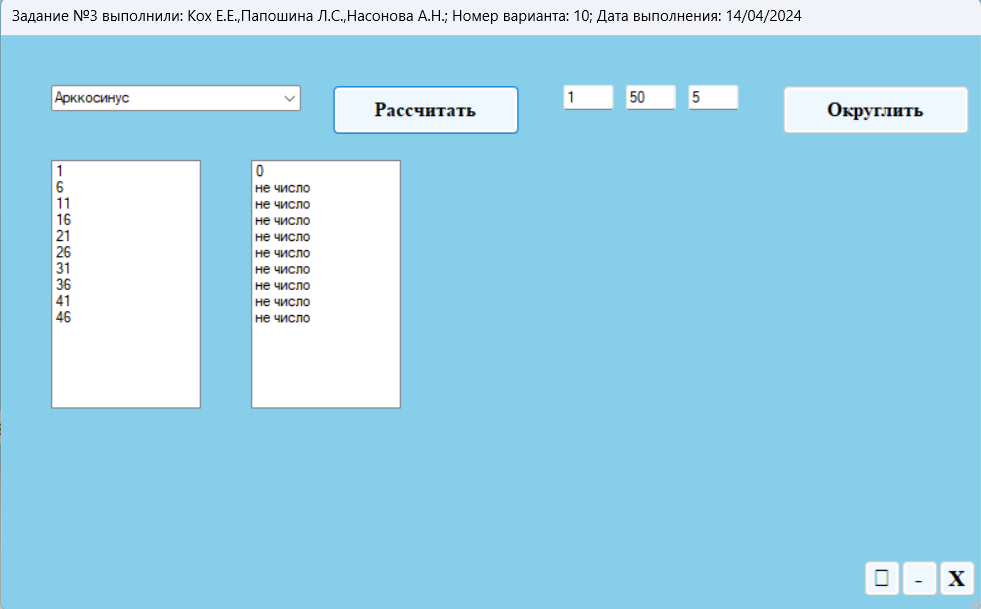 Задание №3 выполнили: Кох Е.Е.,Папошина Л.С.,Насонова А.Н.; Номер варианта: 10; Дата выполнения: 14/04/2024
Арккосинус
Рассчитать
1
50
5
Округлить
1
6
11
16
21
26
31
36
41
46
0
не число
не число
не число
не число
не число
не число
не число
не число
не число
-
X